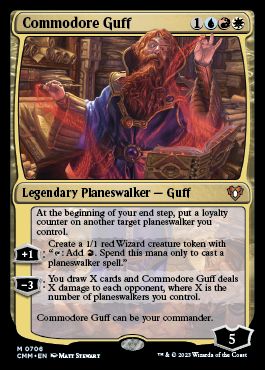 Commodore Guff 1
Legendary Planeswalker — Guff
At the beginning of your end step, put a loyalty
counter on another target planeswalker you
control.
Create a 1/1 red Wizard creature token with
+1: “T: Add R. Spend this mana only to cast a
planeswalker spell.”
You draw X cards and Commodore Guff deals
−3: X damage to each opponent, where X is the
number of planeswalkers you control.
Commodore Guff can be your commander.
5
M 0706
CMM • EN Matt Stewart
™ & © 2023 Wizards of the Coast